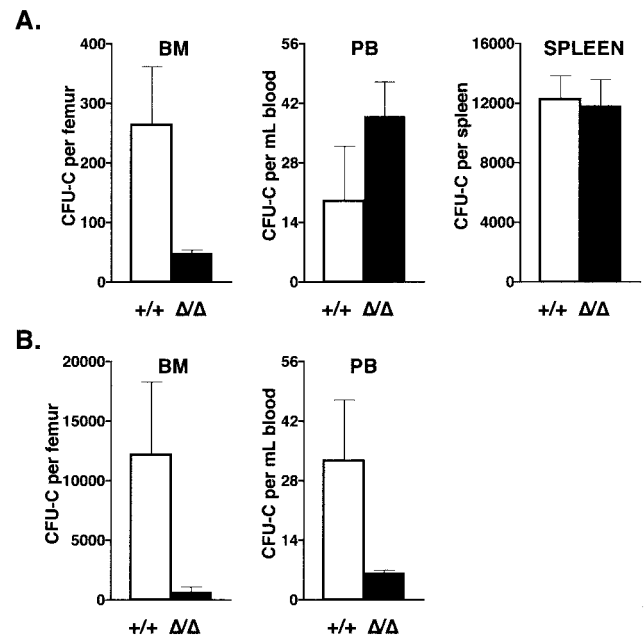 A.
BM PB SPLEEN
CFU-C per femur
400
300
200
100
0
+/+ Δ/Δ
CFU-C per mL blood
56
42
28
14
0
+/+ Δ/Δ
CFU-C per spleen
16000
12000
8000
4000
0
+/+ Δ/Δ
B.
BM PB
CFU-C per femur
20000
15000
10000
5000
0
+/+ Δ/Δ
CFU-C per mL blood
56
42
28
14
0
+/+ Δ/Δ